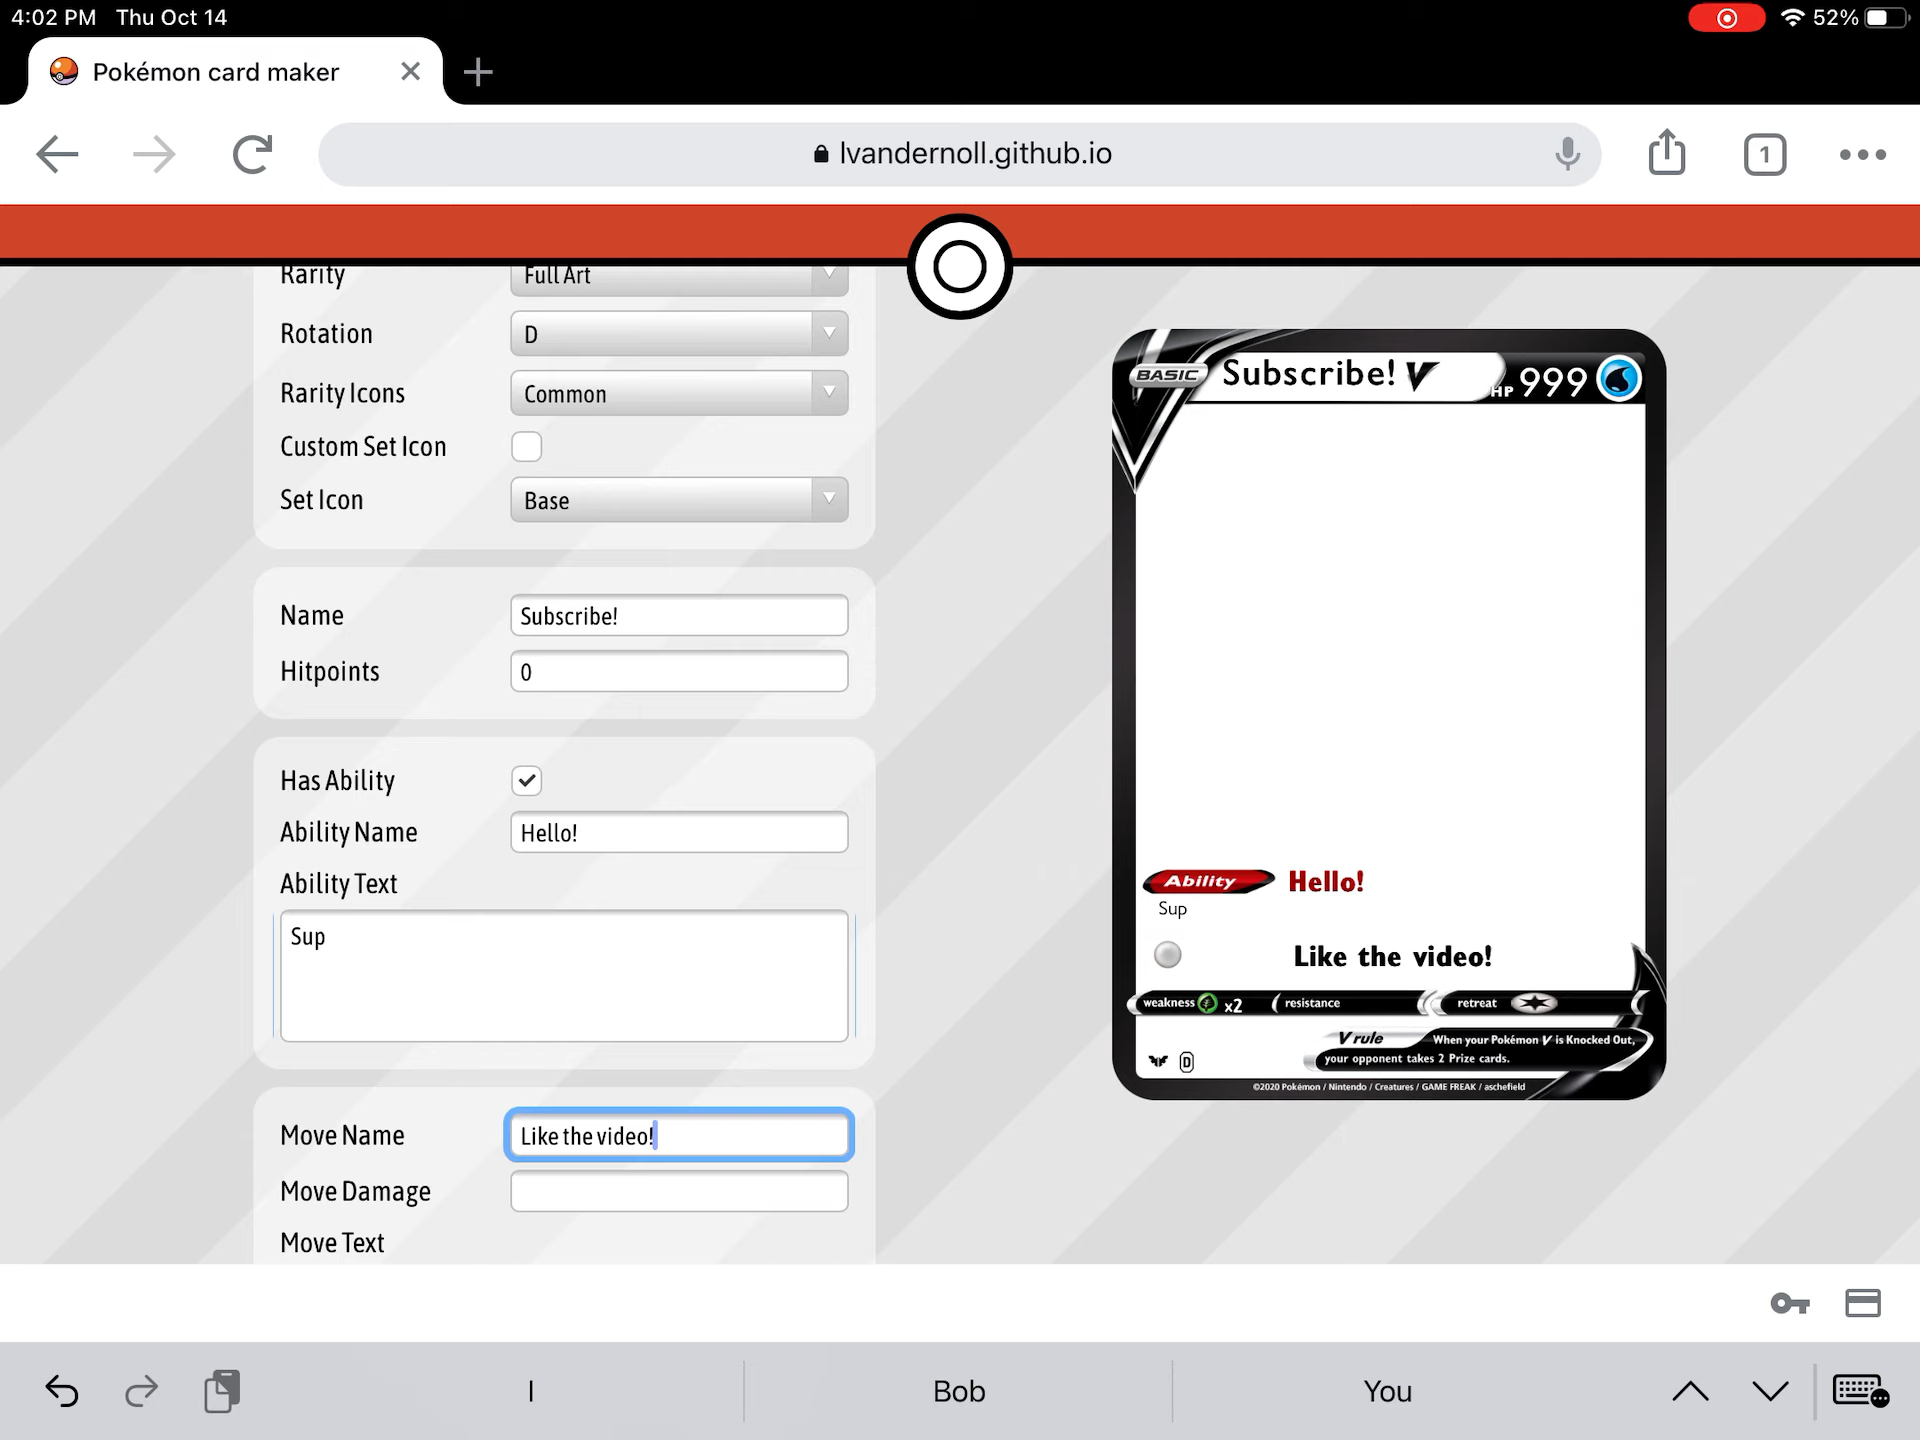 4:02 PM Thu Oct 14
52%
Pokémon card maker
lvandernoll.github.io
1
Rarity Full Art
Rotation D
Rarity Icons Common
Custom Set Icon
Set Icon Base
Name Subscribe!
Hitpoints 0
Has Ability
Ability Name Hello!
Ability Text
Sup
Move Name Like the video!
Move Damage
Move Text
BASIC Subscribe! V HP 999
Ability Hello!
Sup
Like the video!
weakness x2 resistance retreat
V rule When your Pokémon V is Knocked Out,
your opponent takes 2 Prize cards.
D
©2020 Pokémon / Nintendo / Creatures / GAME FREAK / aschefield
I Bob You